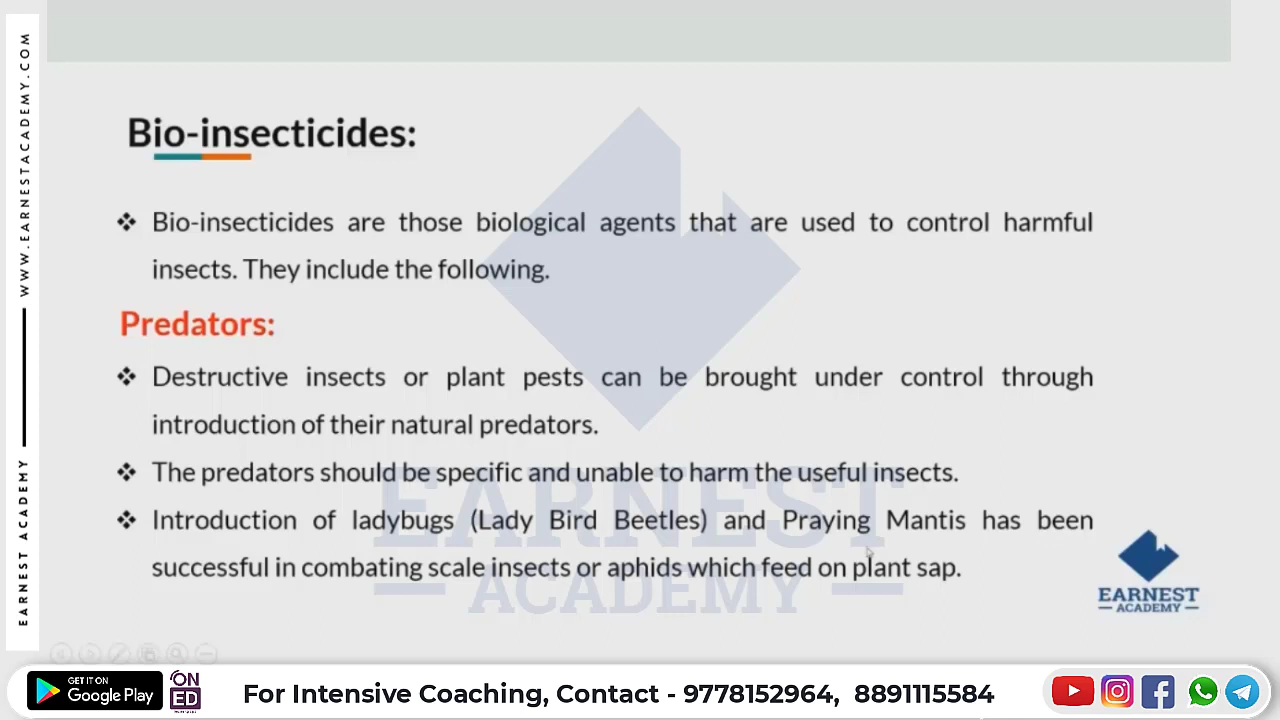 WWW.EARNESTACADEMY.COM
EARNEST ACADEMY
Bio-insecticides:
❖ Bio-insecticides are those biological agents that are used to control harmful
insects. They include the following.
Predators:
❖ Destructive insects or plant pests can be brought under control through
introduction of their natural predators.
❖ The predators should be specific and unable to harm the useful insects.
❖ Introduction of ladybugs (Lady Bird Beetles) and Praying Mantis has been
successful in combating scale insects or aphids which feed on plant sap.
EARNEST
ACADEMY
EARNEST
ACADEMY
GET IT ON
Google Play
ON
ED
For Intensive Coaching, Contact - 9778152964, 8891115584